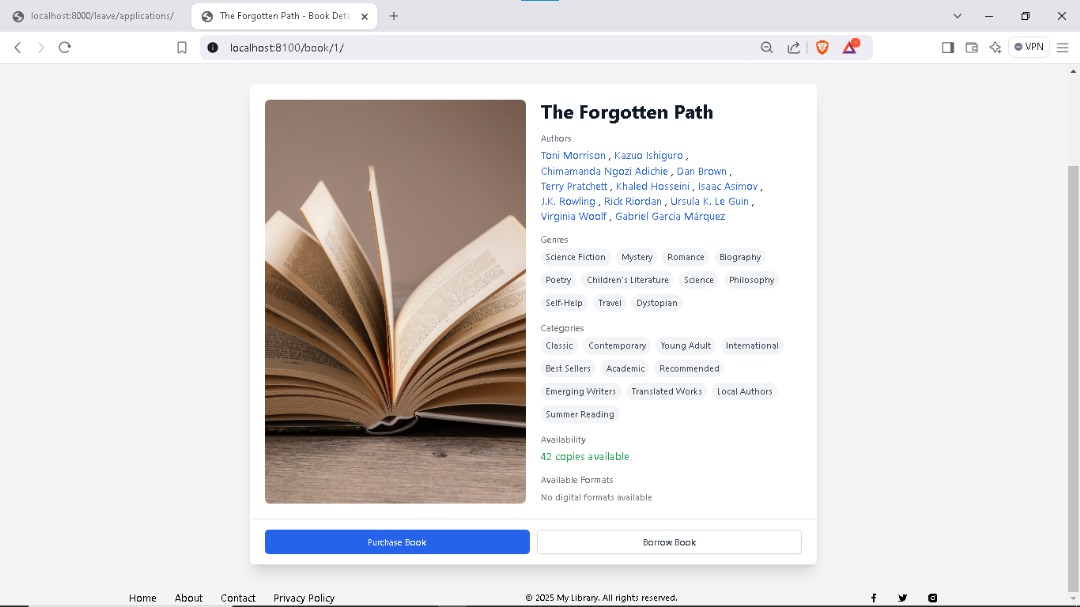 localhost:8000/leave/applications/
The Forgotten Path - Book Deta
localhost:8100/book/1/
VPN
The Forgotten Path
Authors
Toni Morrison , Kazuo Ishiguro ,
Chimamanda Ngozi Adichie , Dan Brown ,
Terry Pratchett , Khaled Hosseini , Isaac Asimov ,
J.K. Rowling , Rick Riordan , Ursula K. Le Guin ,
Virginia Woolf , Gabriel García Márquez
Genres
Science Fiction Mystery Romance Biography
Poetry Children's Literature Science Philosophy
Self-Help Travel Dystopian
Categories
Classic Contemporary Young Adult International
Best Sellers Academic Recommended
Emerging Writers Translated Works Local Authors
Summer Reading
Availability
42 copies available
Available Formats
No digital formats available
Purchase Book Borrow Book
Home About Contact Privacy Policy © 2025 My Library. All rights reserved.